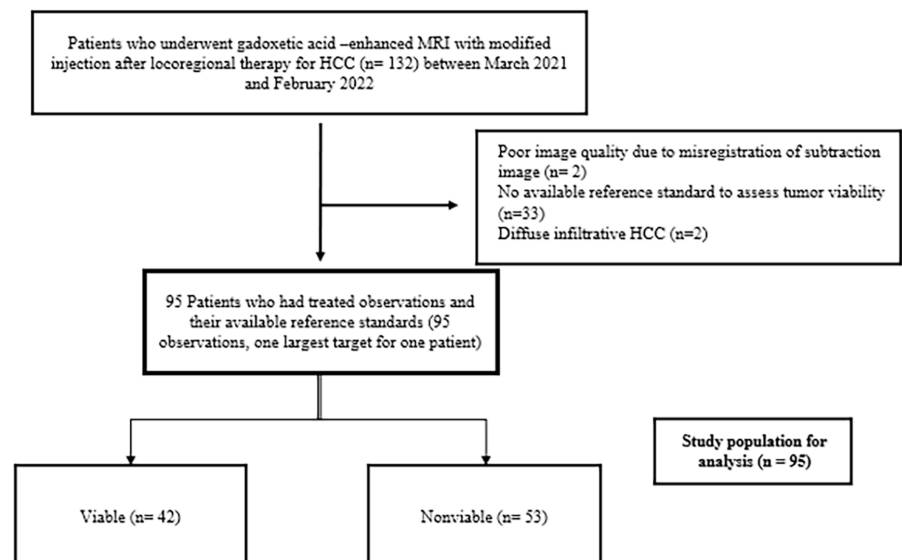 Patients who underwent gadoxetic acid –enhanced MRI with modified
injection after locoregional therapy for HCC (n= 132) between March 2021
and February 2022
Poor image quality due to misregistration of subtraction
image (n= 2)
No available reference standard to assess tumor viability
(n=33)
Diffuse infiltrative HCC (n=2)
95 Patients who had treated observations and
their available reference standards (95
observations, one largest target for one patient)
Study population for
analysis (n = 95)
Viable (n= 42)
Nonviable (n= 53)